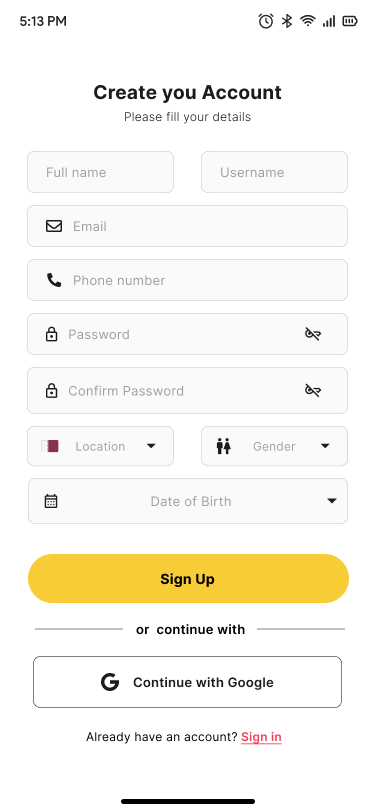 5:13 PM
Create you Account
Please fill your details
Full name Username
Email
Phone number
Password
Confirm Password
Location Gender
Date of Birth
Sign Up
or continue with
Continue with Google
Already have an account? Sign in